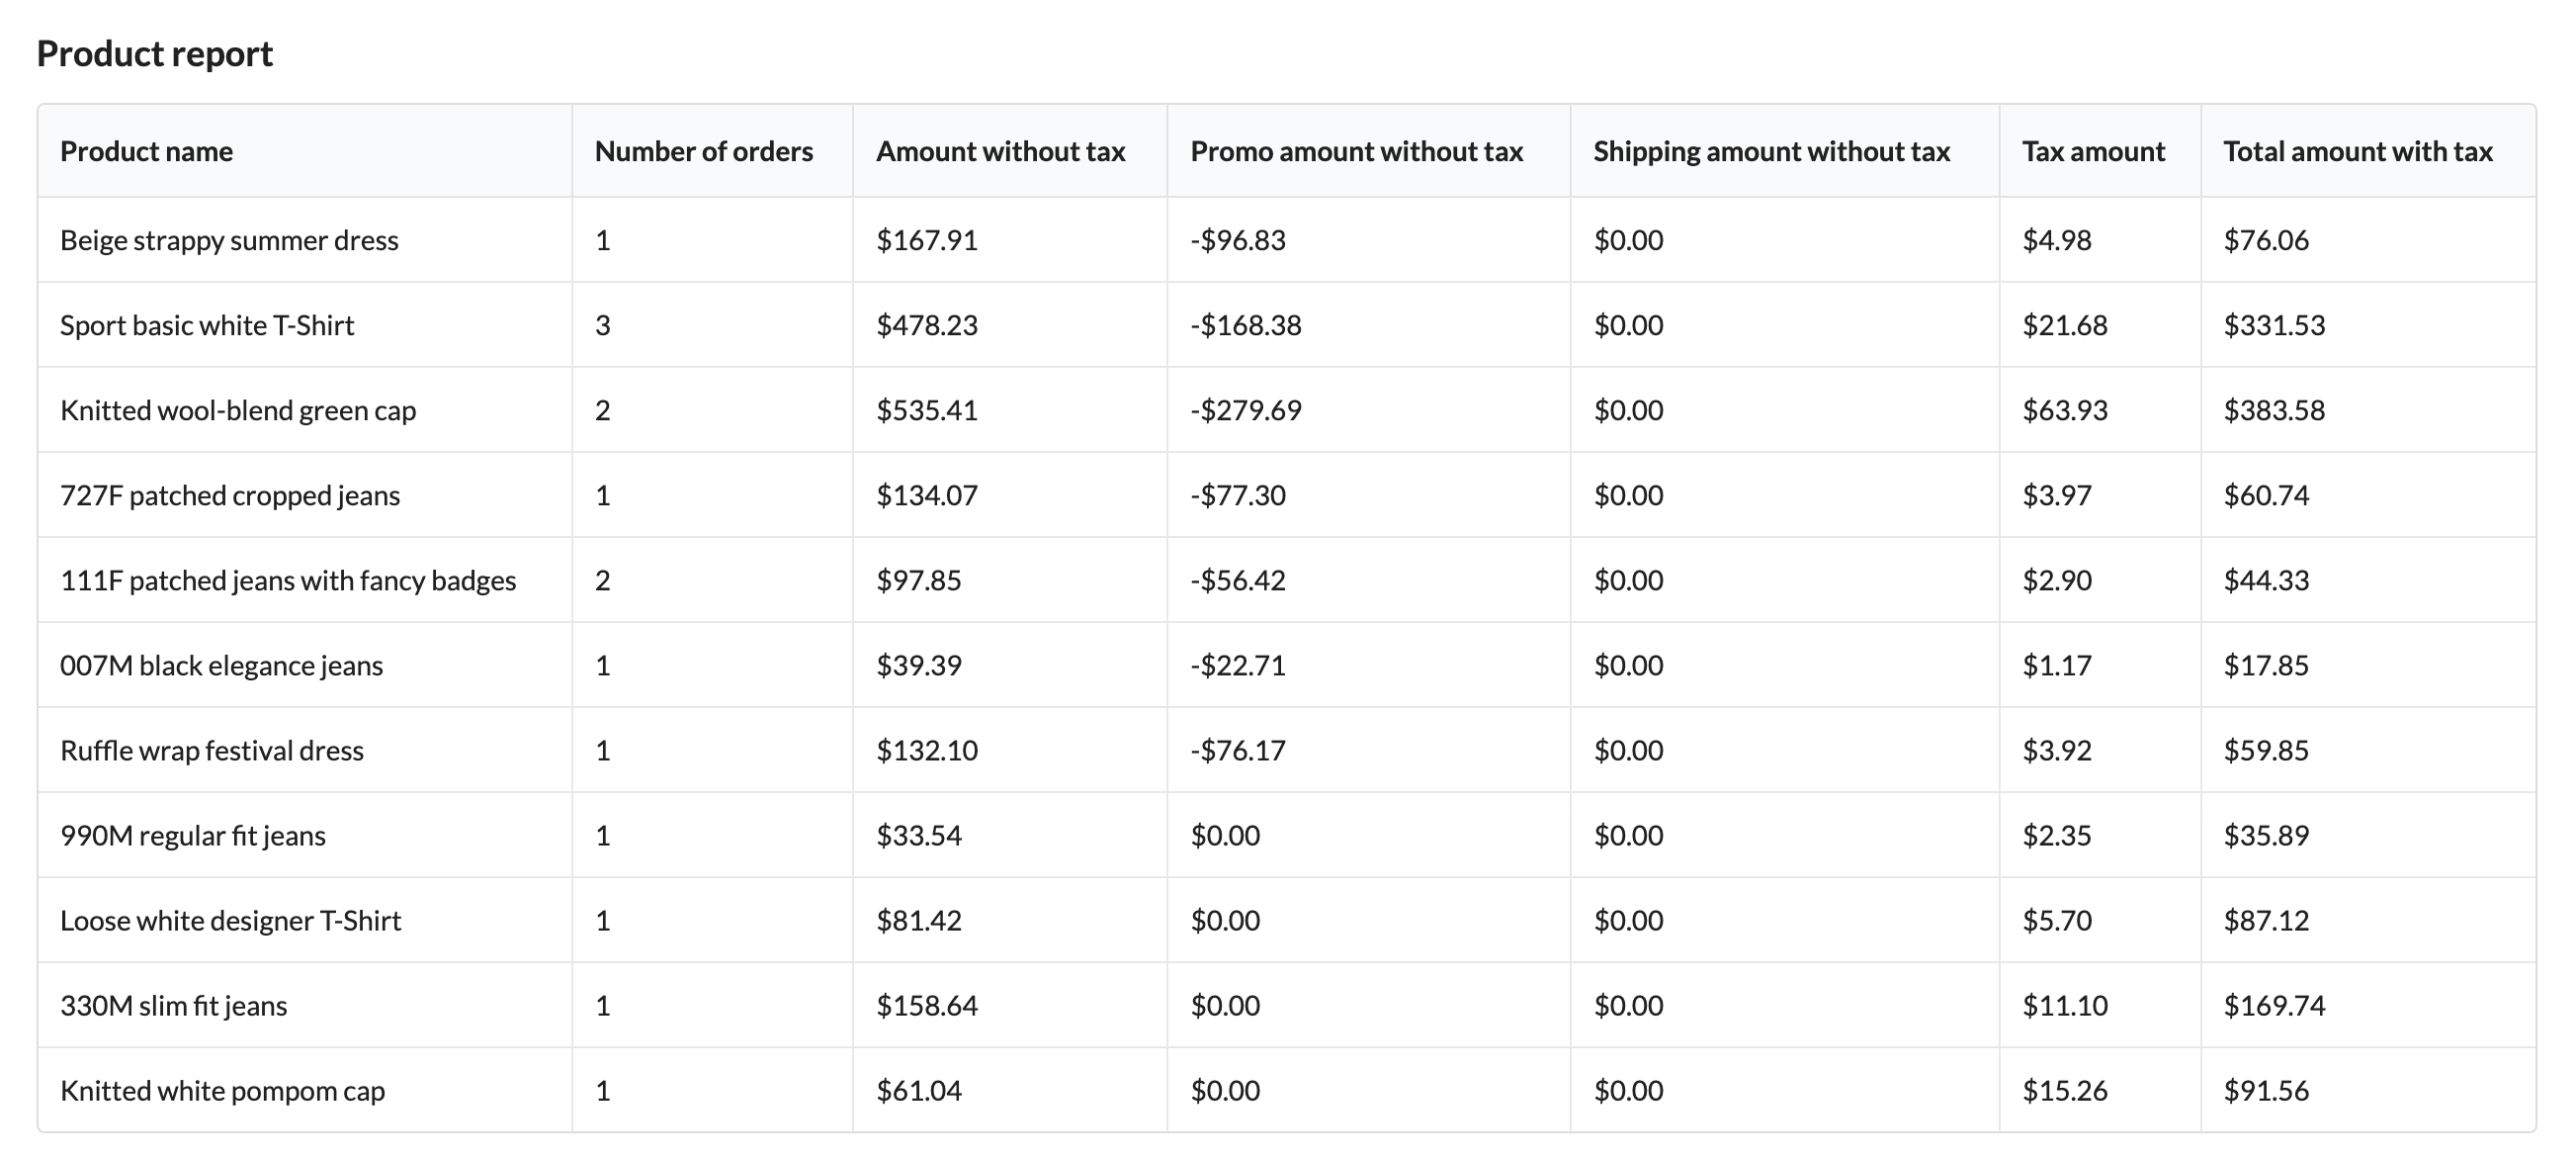 Product report
Product name Number of orders Amount without tax Promo amount without tax Shipping amount without tax Tax amount Total amount with tax
Beige strappy summer dress 1 $167.91 -$96.83 $0.00 $4.98 $76.06
Sport basic white T-Shirt 3 $478.23 -$168.38 $0.00 $21.68 $331.53
Knitted wool-blend green cap 2 $535.41 -$279.69 $0.00 $63.93 $383.58
727F patched cropped jeans 1 $134.07 -$77.30 $0.00 $3.97 $60.74
111F patched jeans with fancy badges 2 $97.85 -$56.42 $0.00 $2.90 $44.33
007M black elegance jeans 1 $39.39 -$22.71 $0.00 $1.17 $17.85
Ruffle wrap festival dress 1 $132.10 -$76.17 $0.00 $3.92 $59.85
990M regular fit jeans 1 $33.54 $0.00 $0.00 $2.35 $35.89
Loose white designer T-Shirt 1 $81.42 $0.00 $0.00 $5.70 $87.12
330M slim fit jeans 1 $158.64 $0.00 $0.00 $11.10 $169.74
Knitted white pompom cap 1 $61.04 $0.00 $0.00 $15.26 $91.56